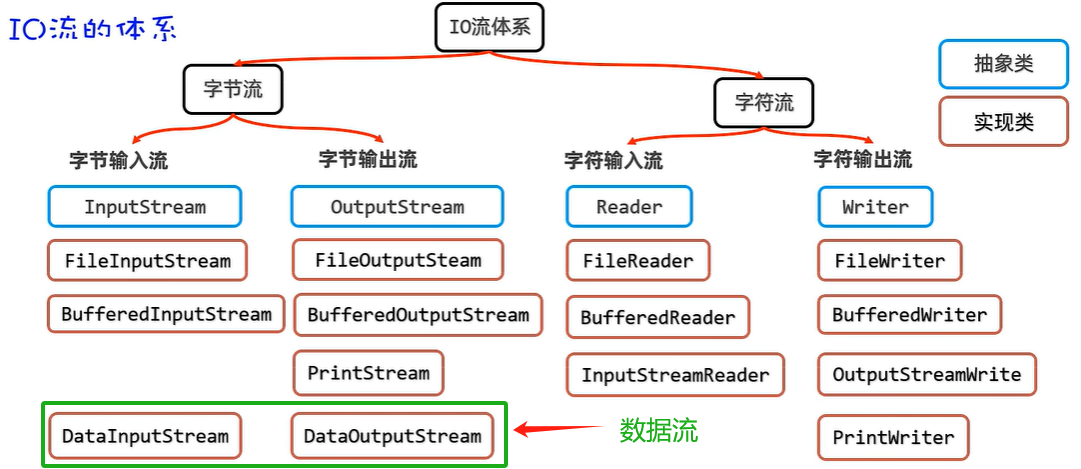 IO流的体系
IO流体系
字节流
字符流
抽象类
实现类
字节输入流
字节输出流
字符输入流
字符输出流
InputStream
OutputStream
Reader
Writer
FileInputStream
FileOutputSteam
FileReader
FileWriter
BufferedInputStream
BufferedOutputStream
BufferedReader
BufferedWriter
PrintStream
InputStreamReader
OutputStreamWrite
DataInputStream
DataOutputStream
数据流
PrintWriter